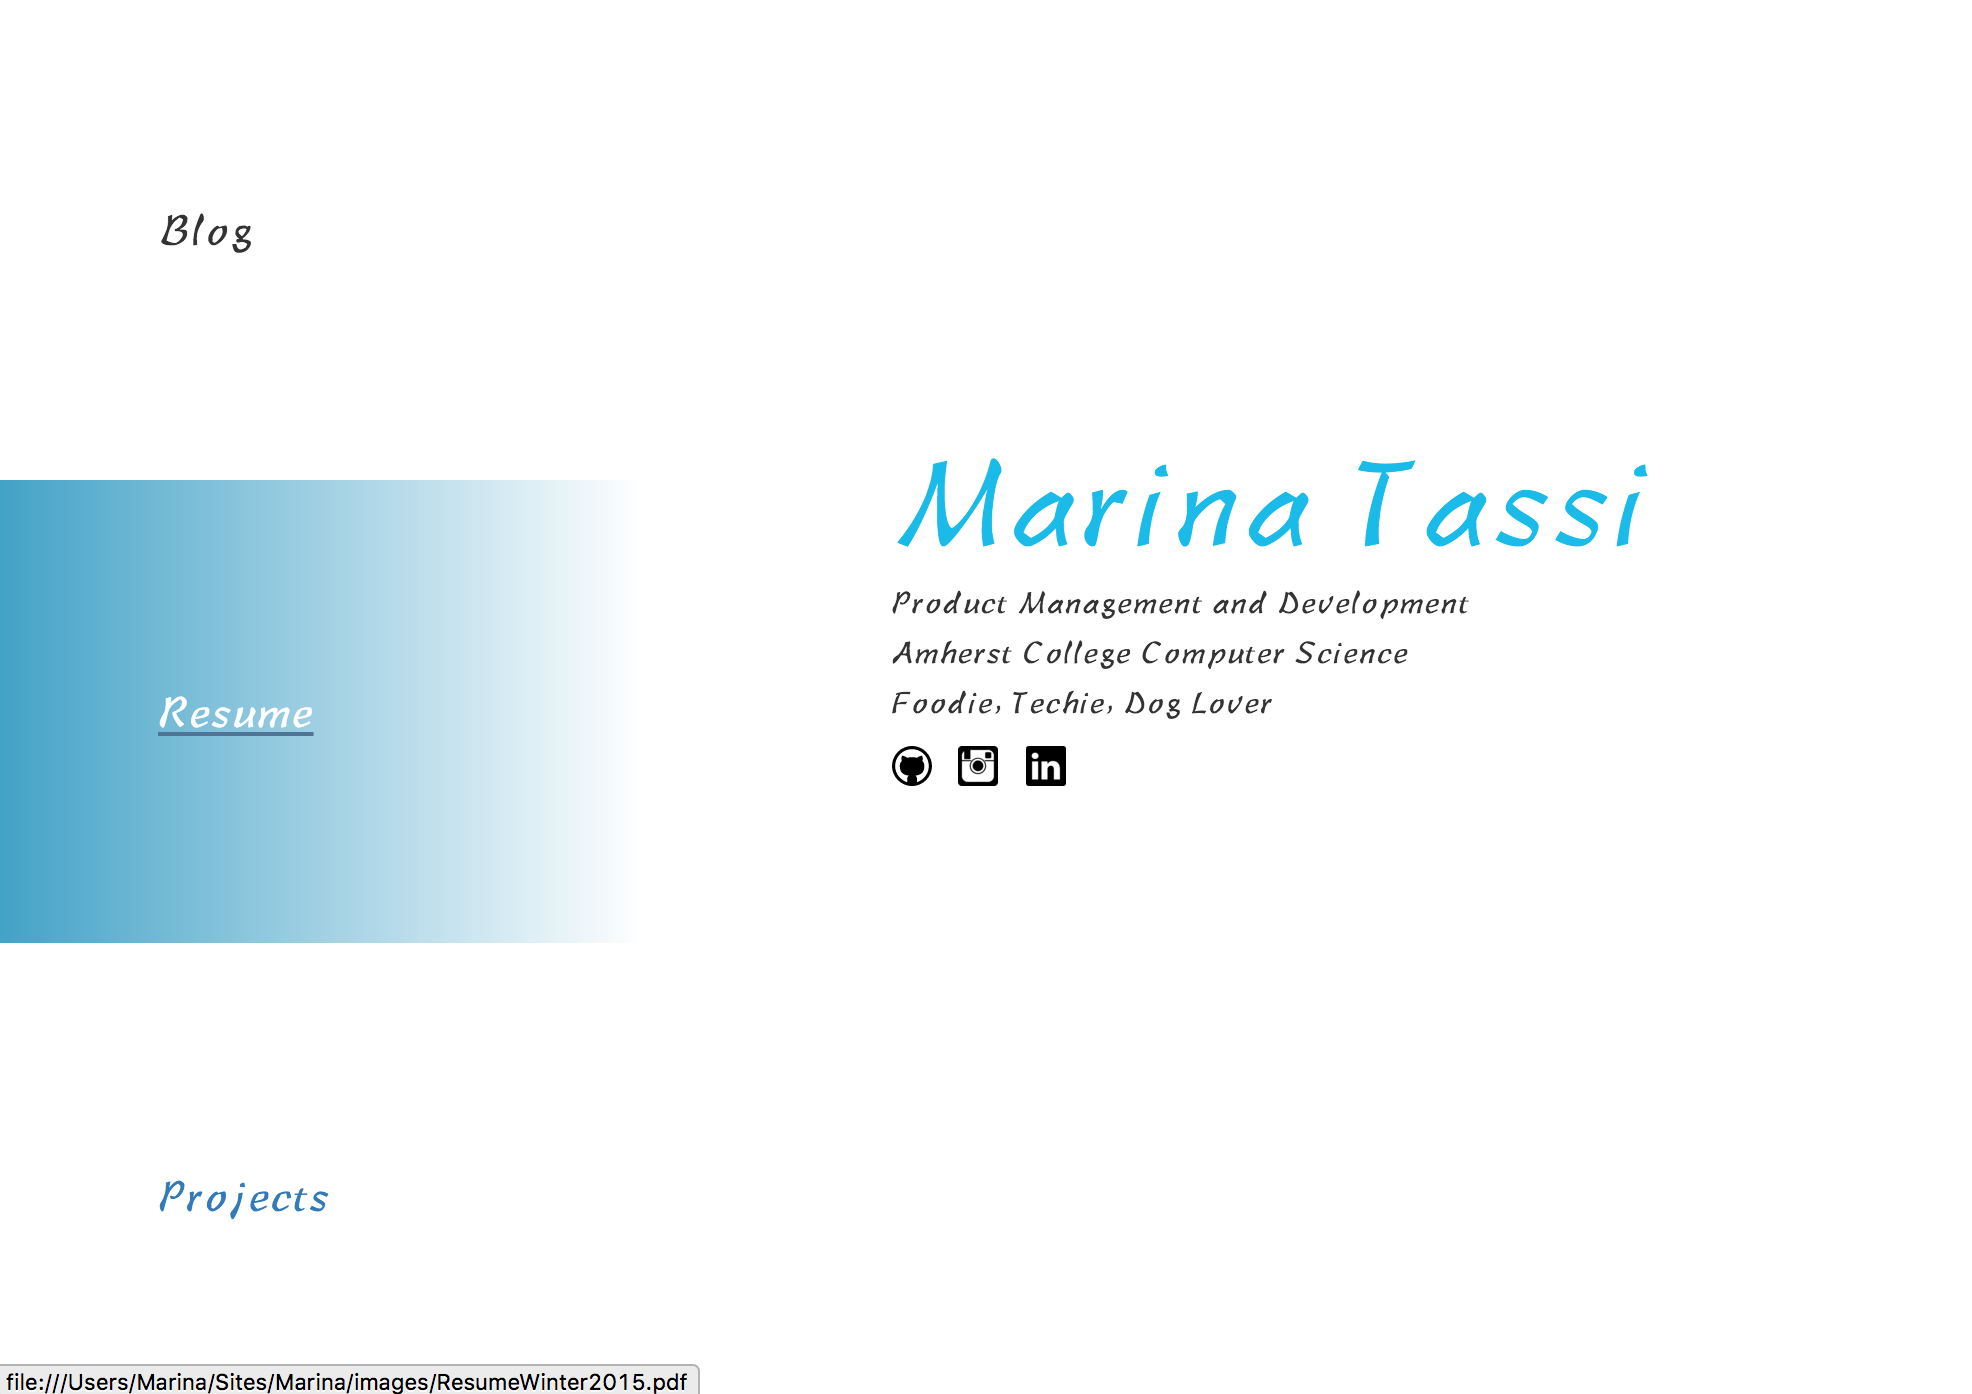 Blog
Resume
Projects
Marina Tassi
Product Management and Development
Amherst College Computer Science
Foodie, Techie, Dog Lover
in
file:///Users/Marina/Sites/Marina/images/ResumeWinter2015.pdf